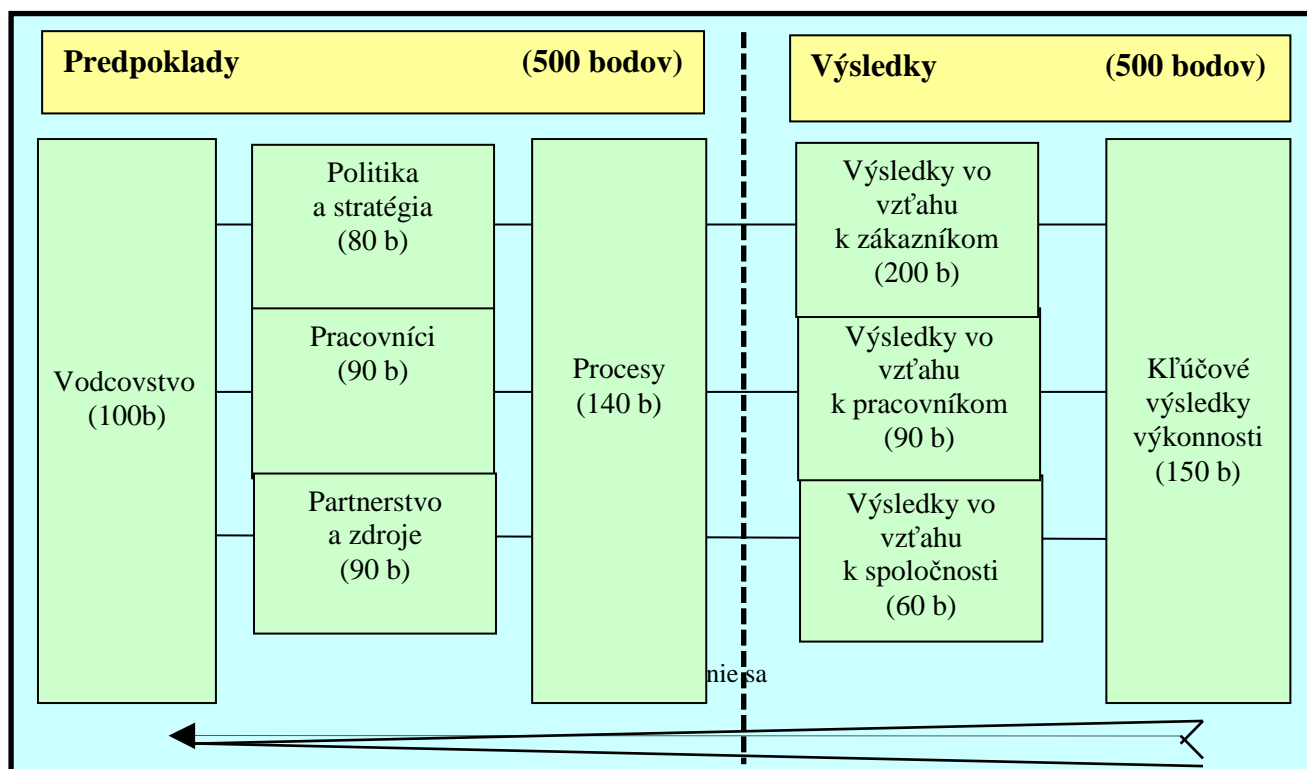 Predpoklady (500 bodov)
Výsledky (500 bodov)
Vodcovstvo
(100b)
Politika
a stratégia
(80 b)
Pracovníci
(90 b)
Partnerstvo
a zdroje
(90 b)
Procesy
(140 b)
Výsledky vo
vzťahu
k zákazníkom
(200 b)
Výsledky vo
vzťahu
k pracovníkom
(90 b)
Výsledky vo
vzťahu
k spoločnosti
(60 b)
Kľúčové
výsledky
výkonnosti
(150 b)
nie sa